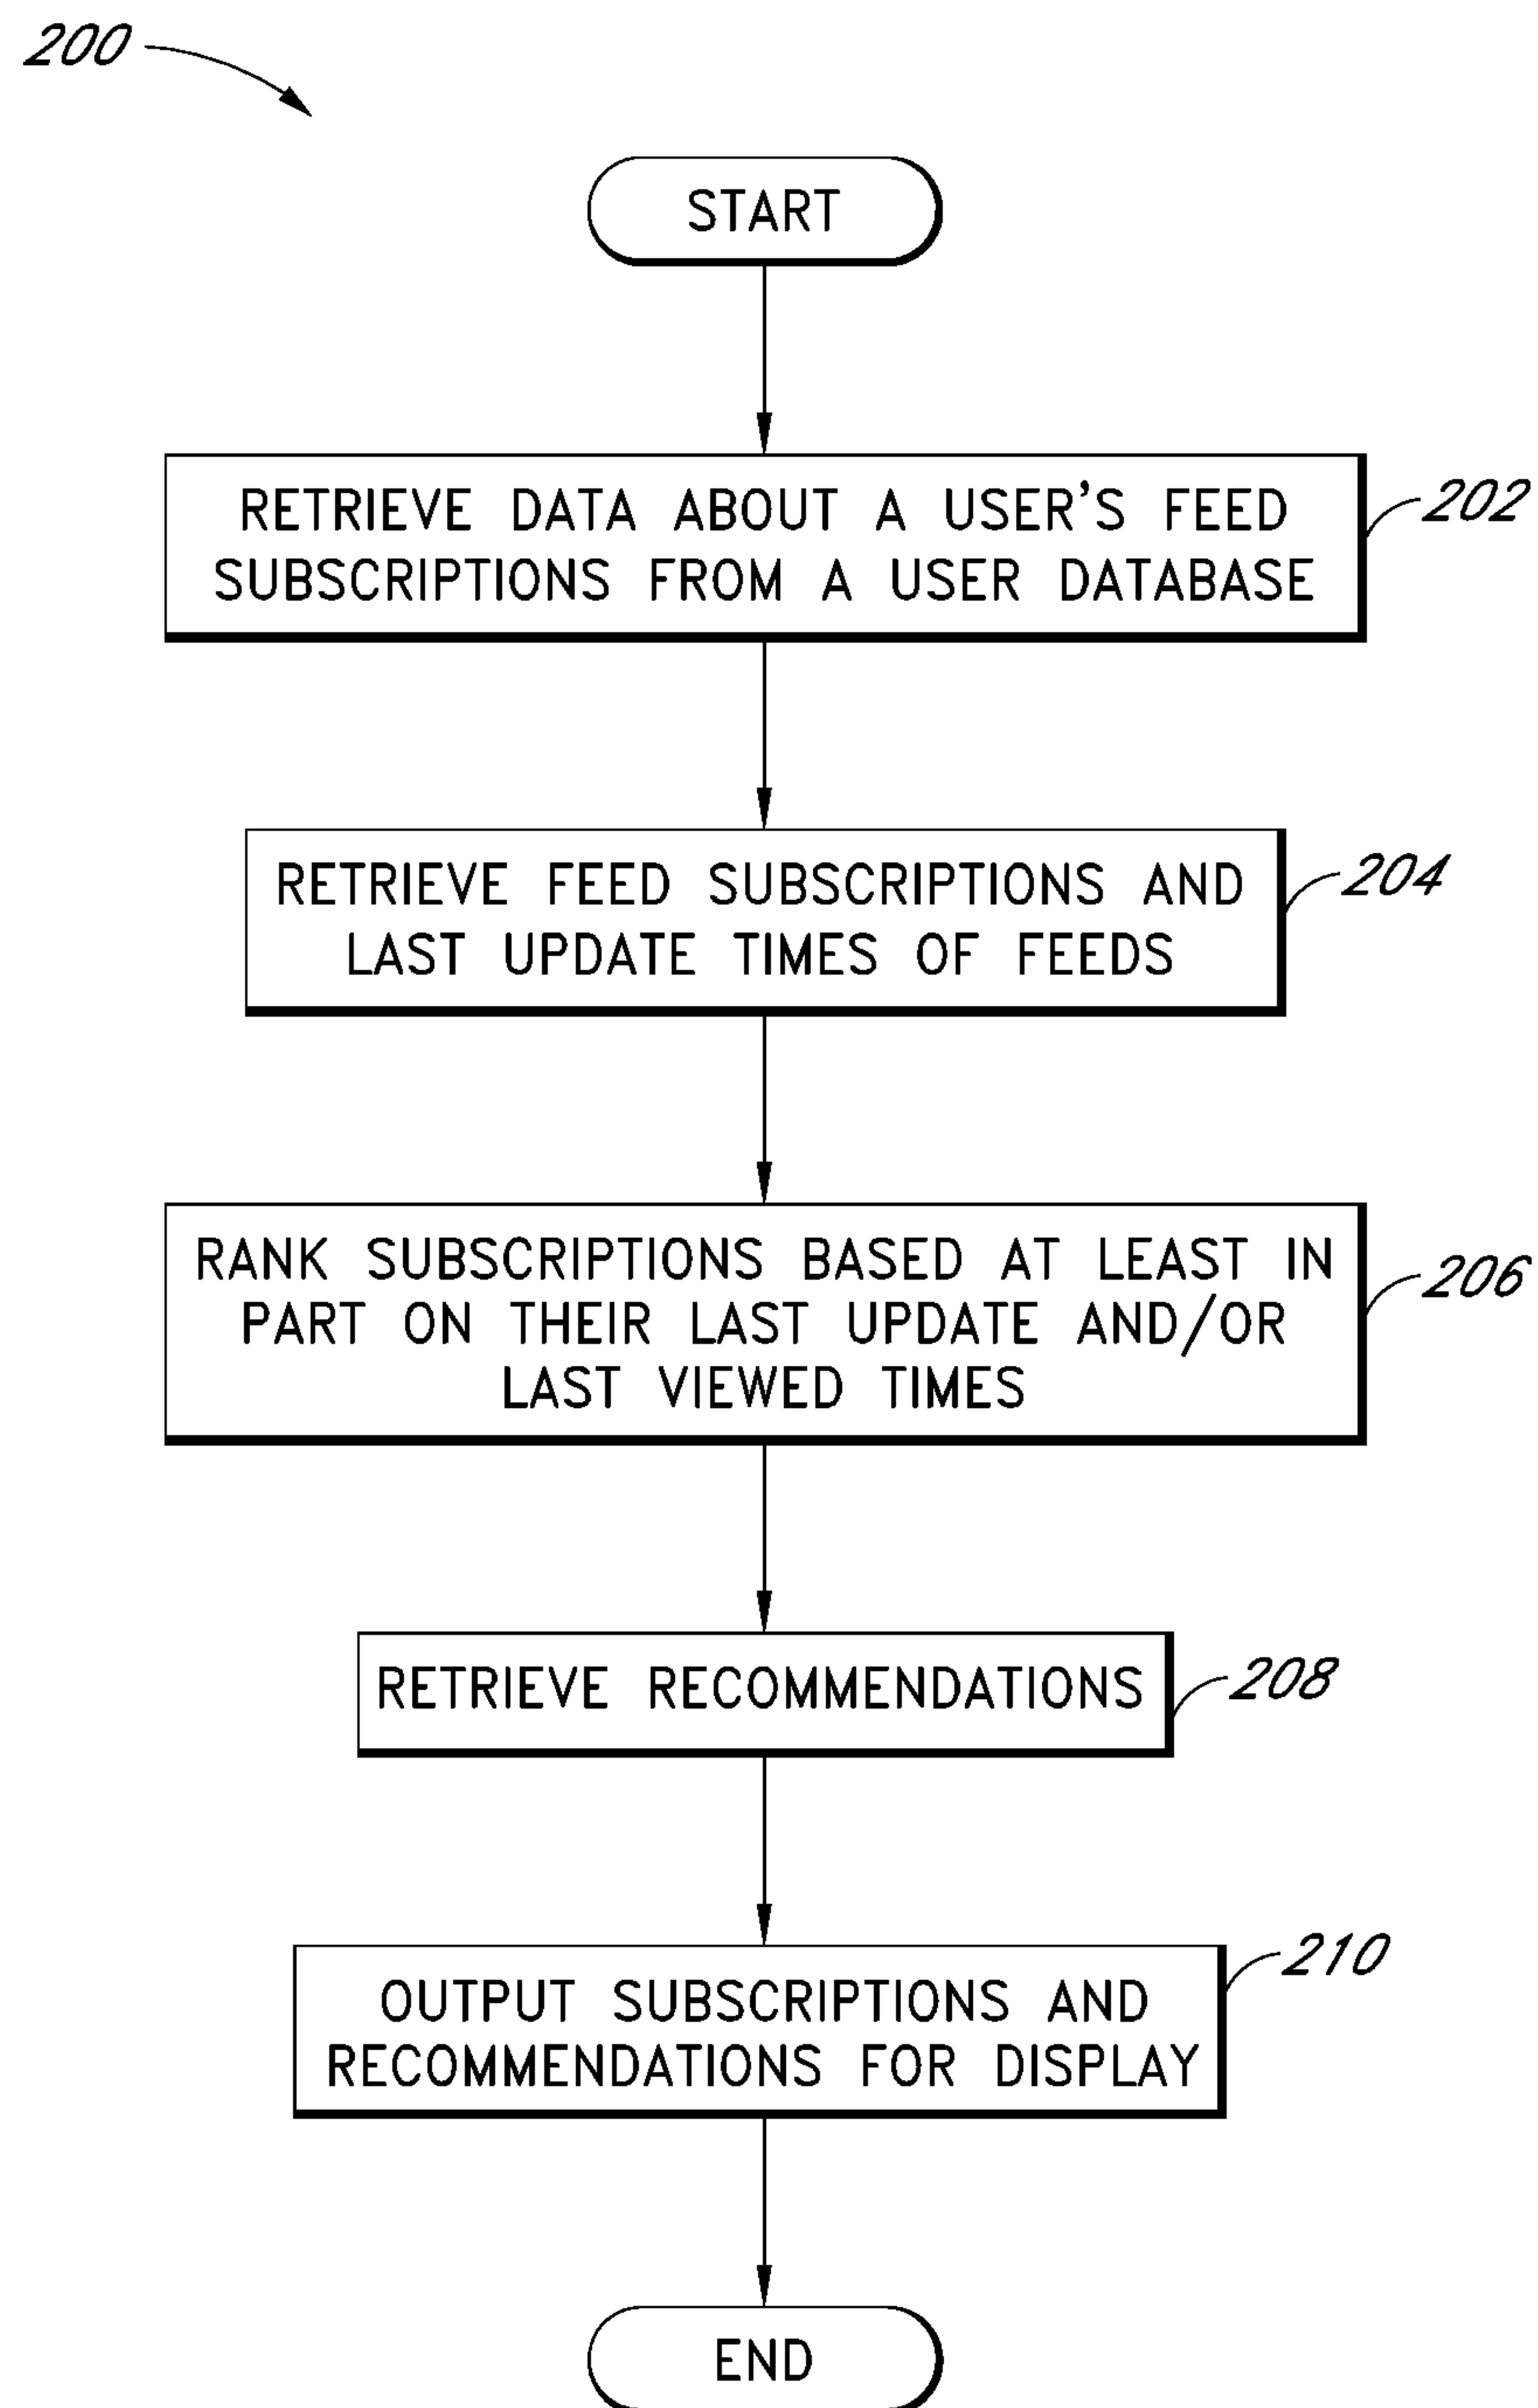 200
START
RETRIEVE DATA ABOUT A USER'S FEED
SUBSCRIPTIONS FROM A USER DATABASE
202
RETRIEVE FEED SUBSCRIPTIONS AND
LAST UPDATE TIMES OF FEEDS
204
RANK SUBSCRIPTIONS BASED AT LEAST IN
PART ON THEIR LAST UPDATE AND/OR
LAST VIEWED TIMES
206
RETRIEVE RECOMMENDATIONS
208
OUTPUT SUBSCRIPTIONS AND
RECOMMENDATIONS FOR DISPLAY
210
END